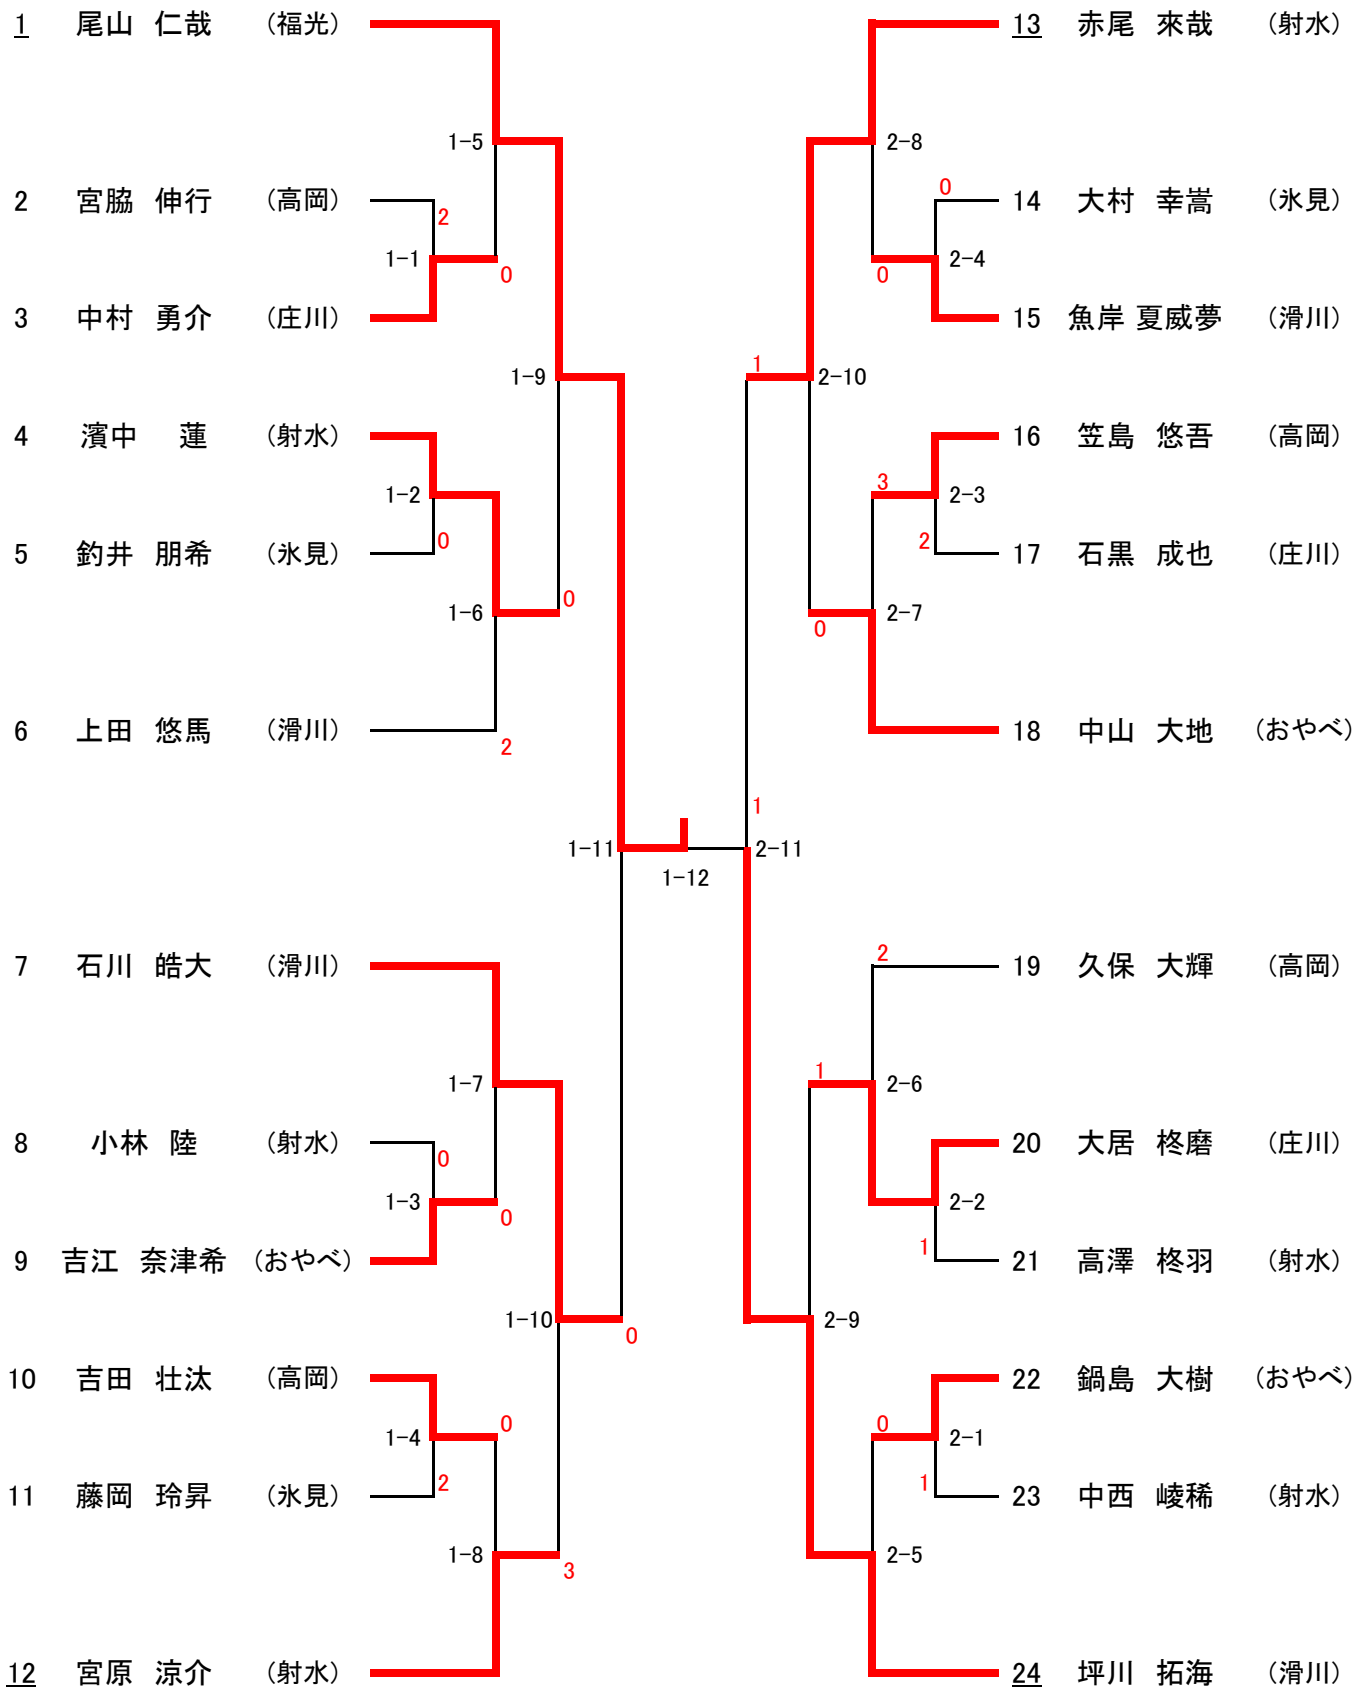 1 尾山 仁哉 (福光)
1-5
2 宮脇 伸行 (高岡)
2
1-1
0
3 中村 勇介 (庄川)
1-9
4 濱中 蓮 (射水)
1-2
0
5 釣井 朋希 (氷見)
0
1-6
6 上田 悠馬 (滑川)
2
1-11
1-12
7 石川 皓大 (滑川)
1-7
8 小林 陸 (射水)
0
1-3
0
9 吉江 奈津希 (おやべ)
1-10
0
10 吉田 壮汰 (高岡)
0
1-4
2
11 藤岡 玲昇 (氷見)
1-8
3
12 宮原 涼介 (射水)
13 赤尾 來哉 (射水)
2-8
0
14 大村 幸嵩 (氷見)
2-4
0
15 魚岸 夏威夢 (滑川)
1
2-10
16 笠島 悠吾 (高岡)
3
2-3
2
17 石黒 成也 (庄川)
2-7
0
18 中山 大地 (おやべ)
1
2-11
2
19 久保 大輝 (高岡)
1
2-6
20 大居 柊磨 (庄川)
2-2
1
21 高澤 柊羽 (射水)
2-9
22 鍋島 大樹 (おやべ)
0
2-1
1
23 中西 崚稀 (射水)
2-5
24 坪川 拓海 (滑川)